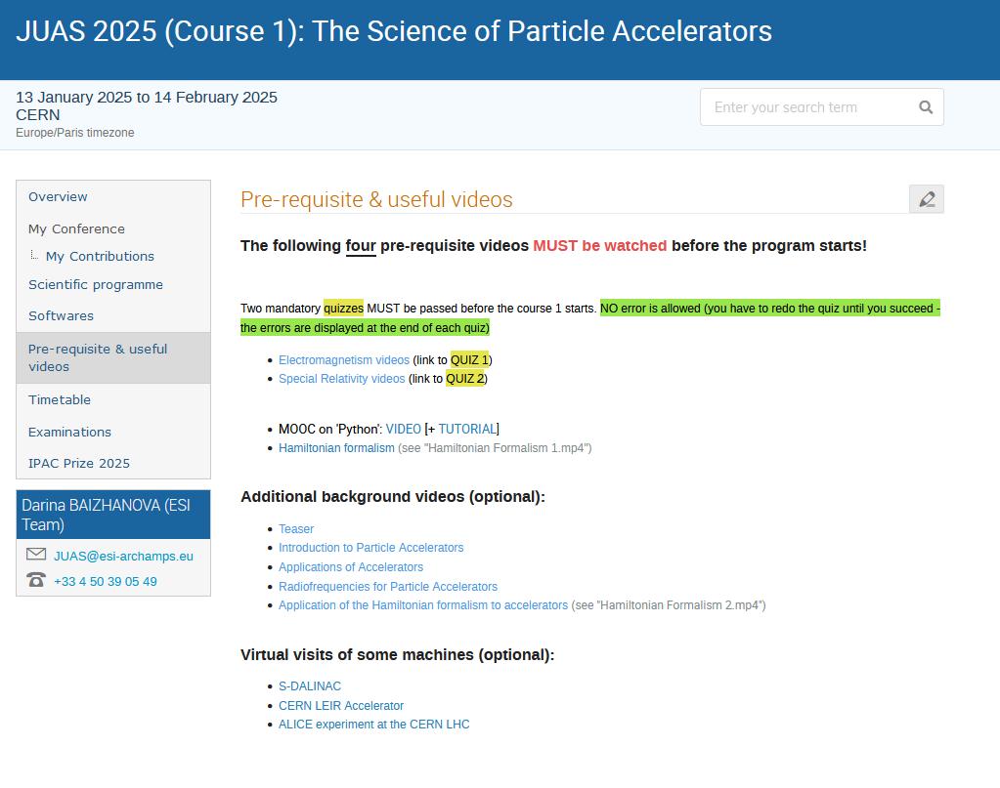 JUAS 2025 (Course 1): The Science of Particle Accelerators
13 January 2025 to 14 February 2025
CERN
Europe/Paris timezone
Enter your search term
Overview
My Conference
My Contributions
Scientific programme
Softwares
Pre-requisite & useful
videos
Timetable
Examinations
IPAC Prize 2025
Darina BAIZHANOVA (ESI
Team)
JUAS@esi-archamps.eu
+33 4 50 39 05 49
Pre-requisite & useful videos
The following four pre-requisite videos MUST be watched before the program starts!
Two mandatory quizzes MUST be passed before the course 1 starts. NO error is allowed (you have to redo the quiz until you succeed -
the errors are displayed at the end of each quiz)
• Electromagnetism videos (link to QUIZ 1)
• Special Relativity videos (link to QUIZ 2)
• MOOC on 'Python': VIDEO [+ TUTORIAL]
• Hamiltonian formalism (see "Hamiltonian Formalism 1.mp4")
Additional background videos (optional):
• Teaser
• Introduction to Particle Accelerators
• Applications of Accelerators
• Radiofrequencies for Particle Accelerators
• Application of the Hamiltonian formalism to accelerators (see "Hamiltonian Formalism 2.mp4")
Virtual visits of some machines (optional):
• S-DALINAC
• CERN LEIR Accelerator
• ALICE experiment at the CERN LHC